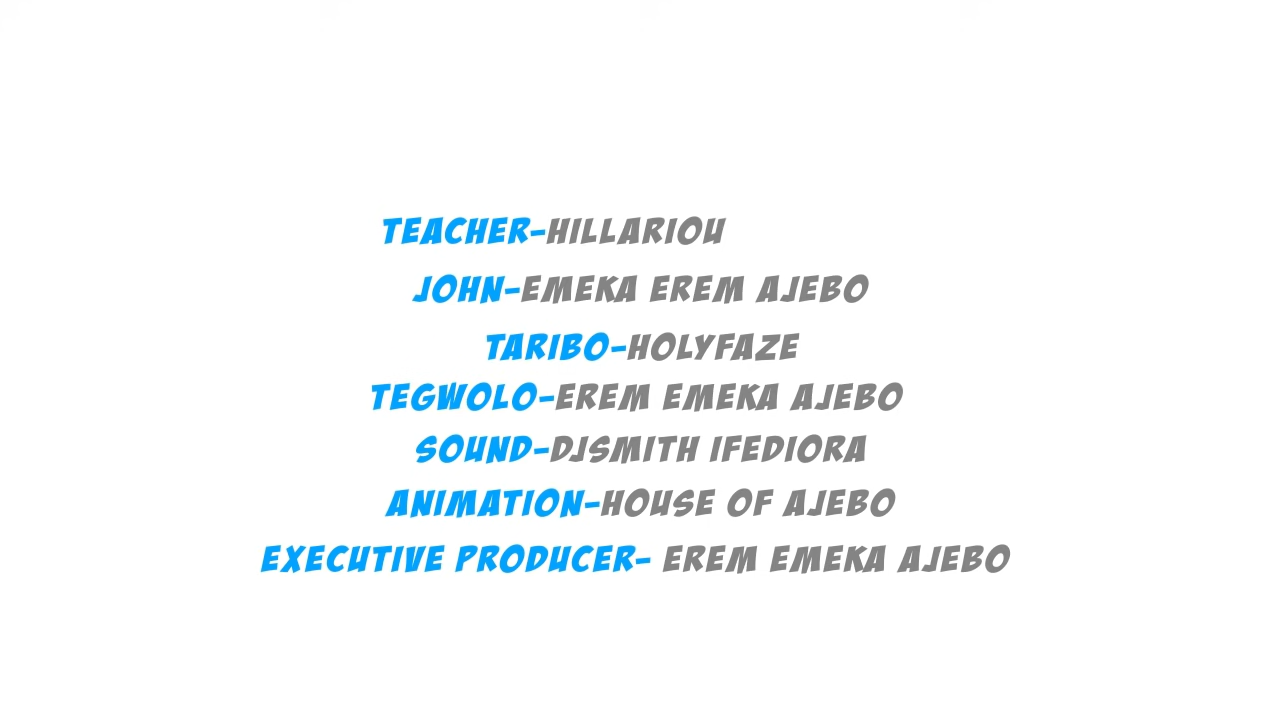 TEACHER-HILLARIOU
JOHN-EMEKA EREM AJEBO
TARIBO-HOLYFAZE
TEGWOLO-EREM EMEKA AJEBO
SOUND-DJSMITH IFEDIORA
ANIMATION-HOUSE OF AJEBO
EXECUTIVE PRODUCER- EREM EMEKA AJEBO